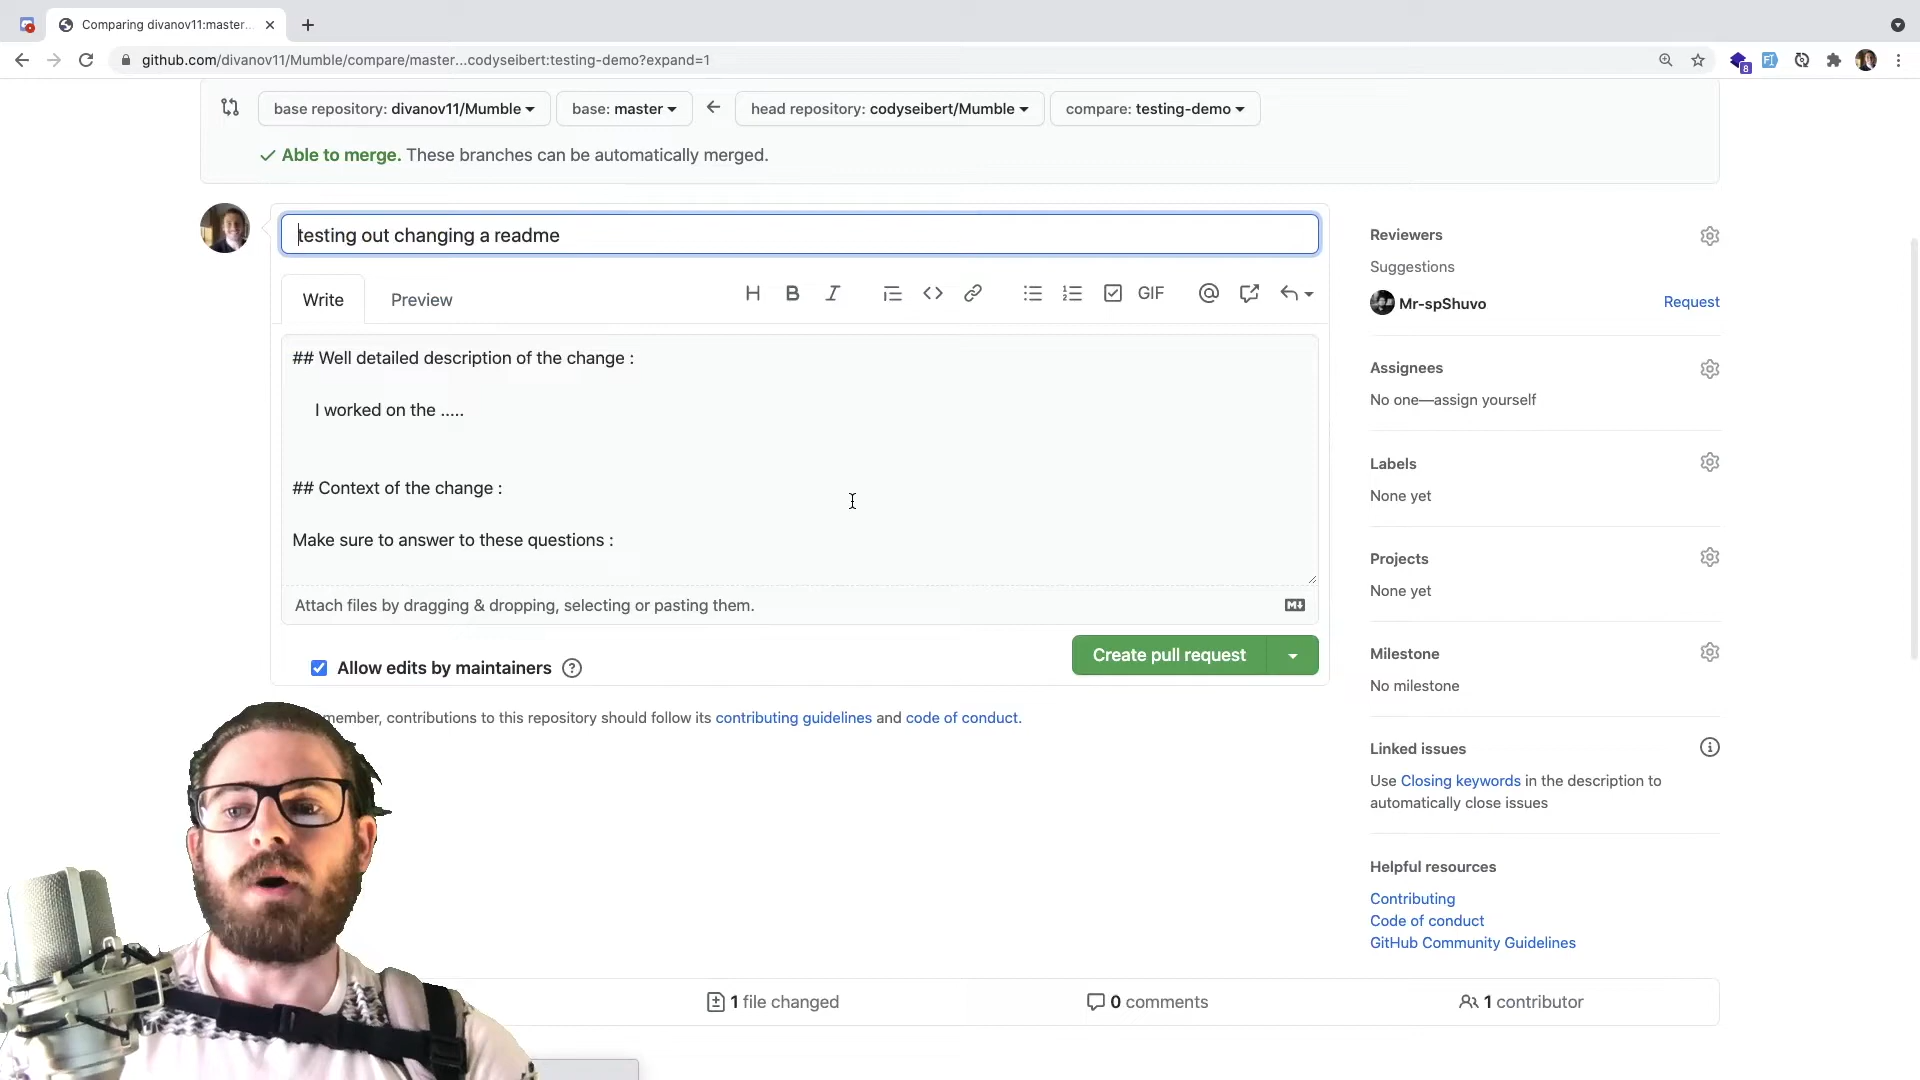 Comparing divanov11:master...
github.com/divanov11/Mumble/compare/master...codyseibert:testing-demo?expand=1
8
base repository: divanov11/Mumble
base: master
head repository: codyseibert/Mumble
compare: testing-demo
Able to merge. These branches can be automatically merged.
testing out changing a readme
Write
Preview
H B I GIF
## Well detailed description of the change :
I worked on the .....
## Context of the change :
Make sure to answer to these questions :
Attach files by dragging & dropping, selecting or pasting them.
Allow edits by maintainers
Create pull request
member, contributions to this repository should follow its contributing guidelines and code of conduct.
Reviewers
Suggestions
Mr-spShuvo
Request
Assignees
No one—assign yourself
Labels
None yet
Projects
None yet
Milestone
No milestone
Linked issues
Use Closing keywords in the description to
automatically close issues
Helpful resources
Contributing
Code of conduct
GitHub Community Guidelines
1 file changed
0 comments
1 contributor